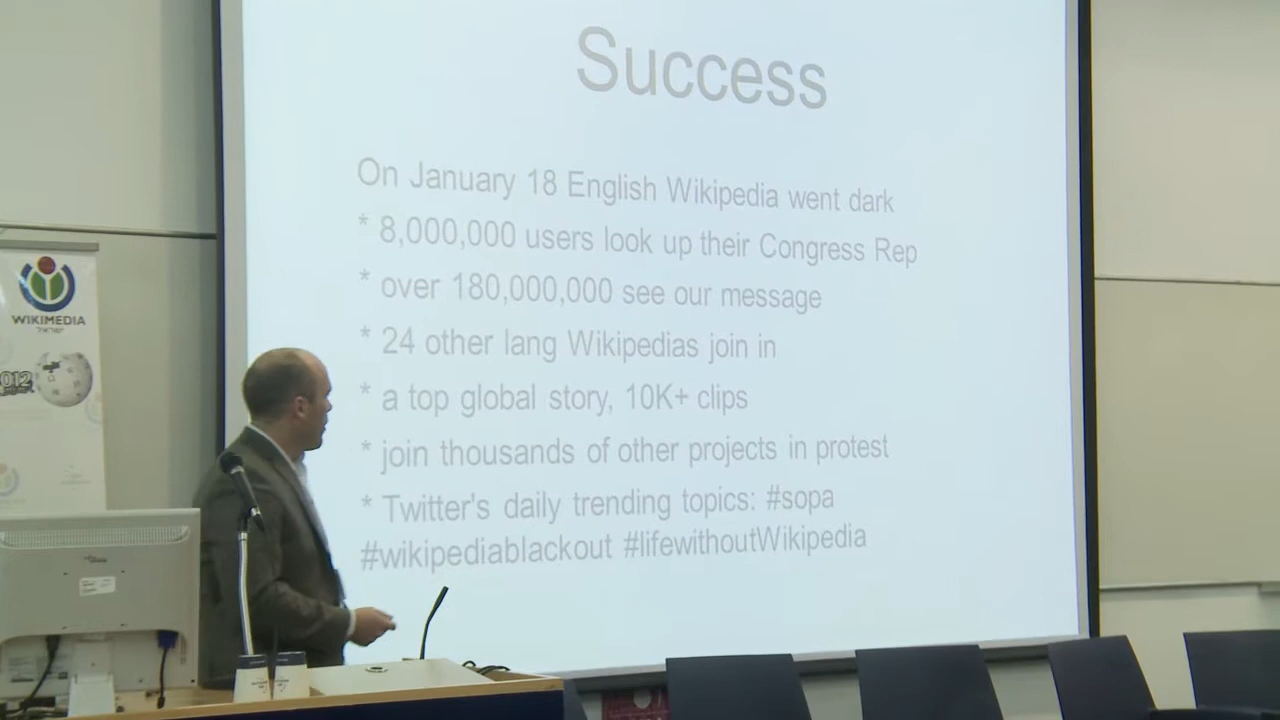 Success
On January 18 English Wikipedia went dark
* 8,000,000 users look up their Congress Rep
* over 180,000,000 see our message
* 24 other lang Wikipedias join in
* a top global story, 10K+ clips
* join thousands of other projects in protest
* Twitter's daily trending topics: #sopa
#wikipediablackout #lifewithoutWikipedia
WIKIMEDIA
ישראל
2012